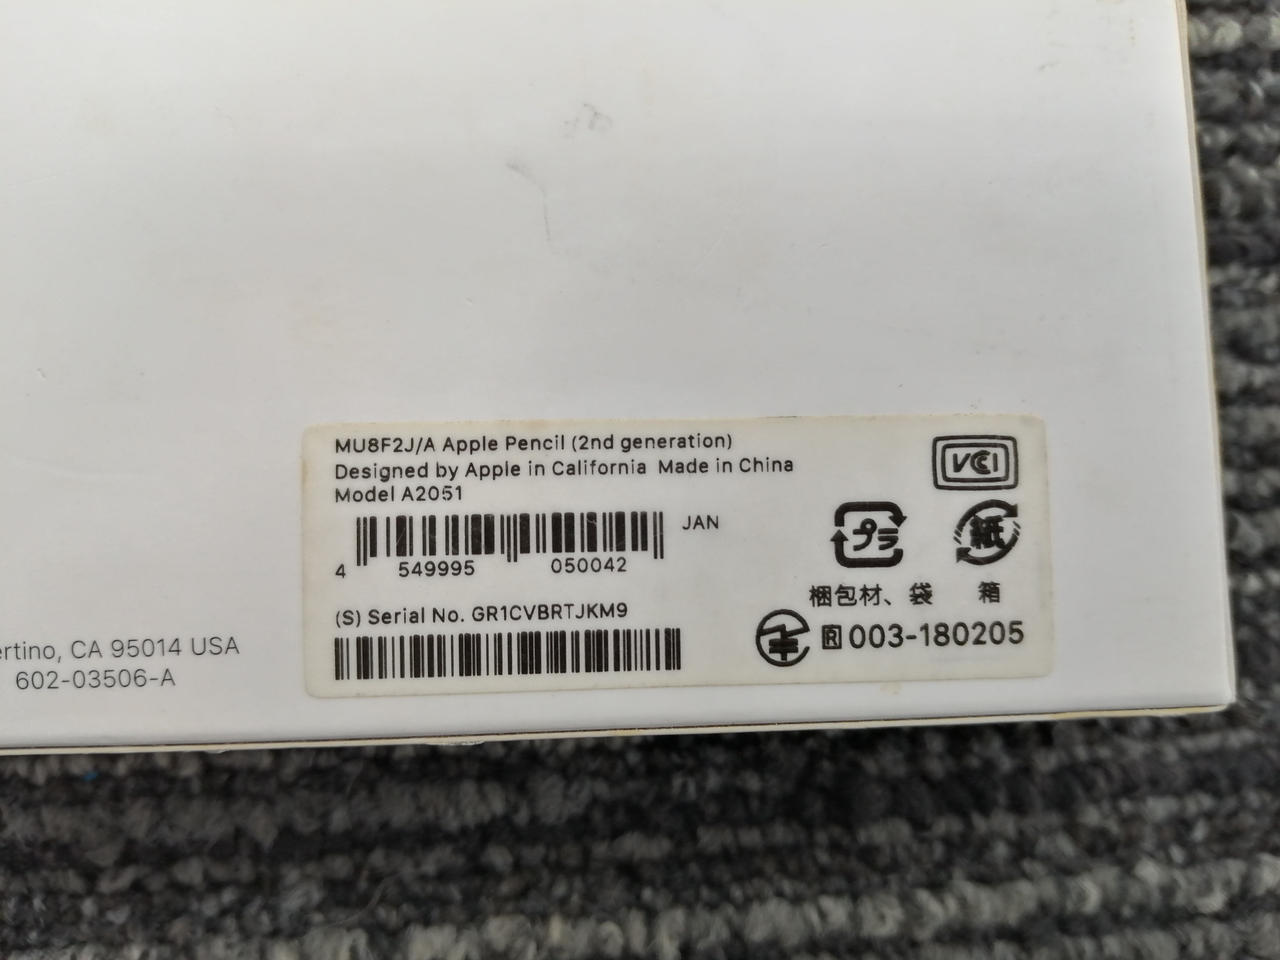 MU8F2J/A Apple Pencil (2nd generation)
Designed by Apple in California Made in China
Model A2051
JAN
4 549995 050042
(S) Serial No. GR1CVBRTJKM9
VCI
プラ
紙
梱包材、袋
箱
R 003-180205
ertino, CA 95014 USA
602-03506-A